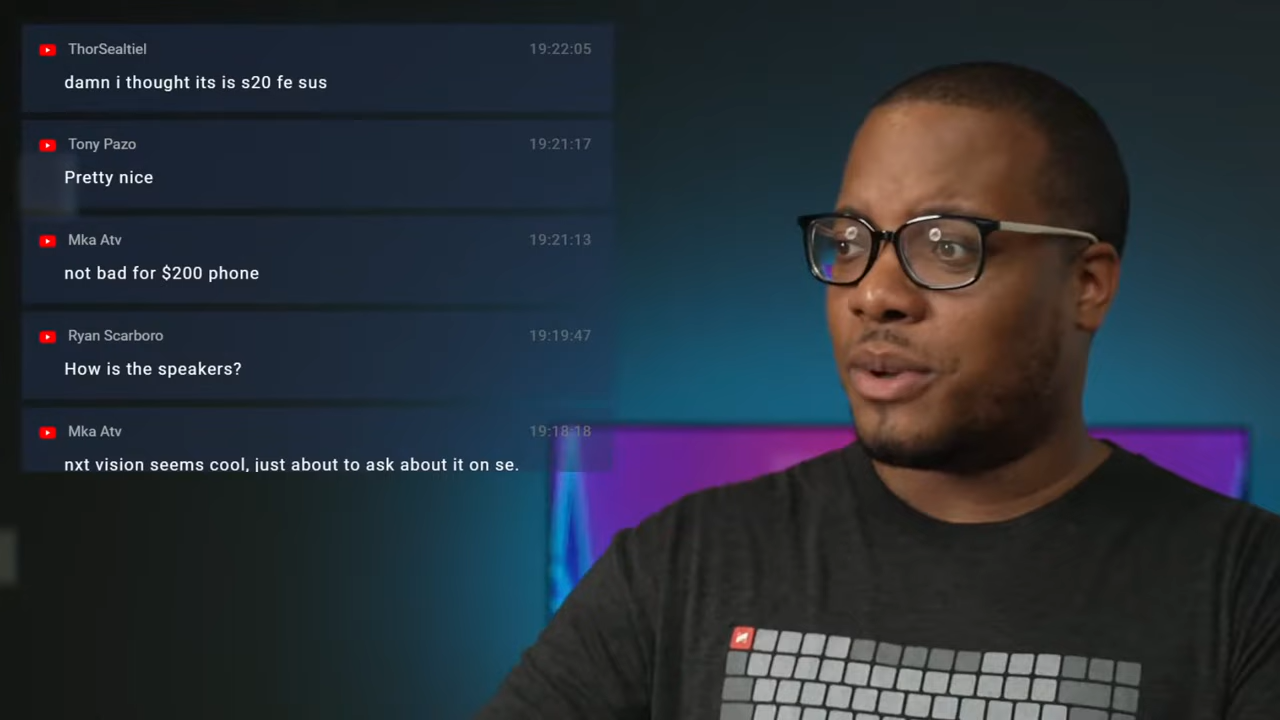 ThorSealtiel 19:22:05
damn i thought its is s20 fe sus
Tony Pazo 19:21:17
Pretty nice
Mka Atv 19:21:13
not bad for $200 phone
Ryan Scarboro 19:19:47
How is the speakers?
Mka Atv 19:18:18
nxt vision seems cool, just about to ask about it on se.